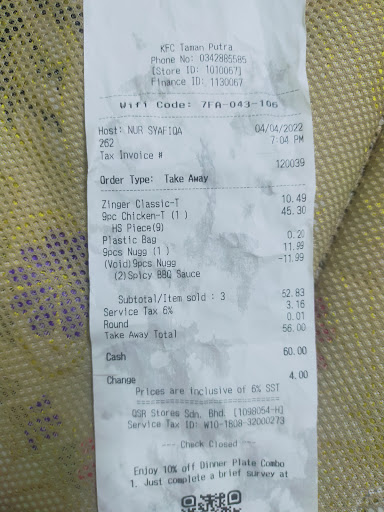 KFC Taman Putra
Phone No: 0342885585
[Store ID: 1010067]
Finance ID: 1130067
Wifi Code: 7FA-043-106
Host: NUR SYAFIQA 04/04/2022
262 7:04 PM
Tax Invoice #
120039
Order Type: Take Away
Zinger Classic-T 10.49
9pc Chicken-T (1 ) 45.30
HS Piece(9)
Plastic Bag 0.20
9pcs Nugg (1 ) 11.99
(Void)9pcs Nugg -11.99
(2)Spicy BBQ Sauce
Subtotal/Item sold : 3 52.83
Service Tax 6% 3.16
Round 0.01
Take Away Total 56.00
Cash 60.00
Change 4.00
Prices are Inclusive of 6% SST
QSR Stores Sdn. Bhd. [1098054-H]
Service Tax ID: W10-1808-32000273
---- Check Closed ----
Enjoy 10% off Dinner Plate Combo
1. Just complete a brief survey at